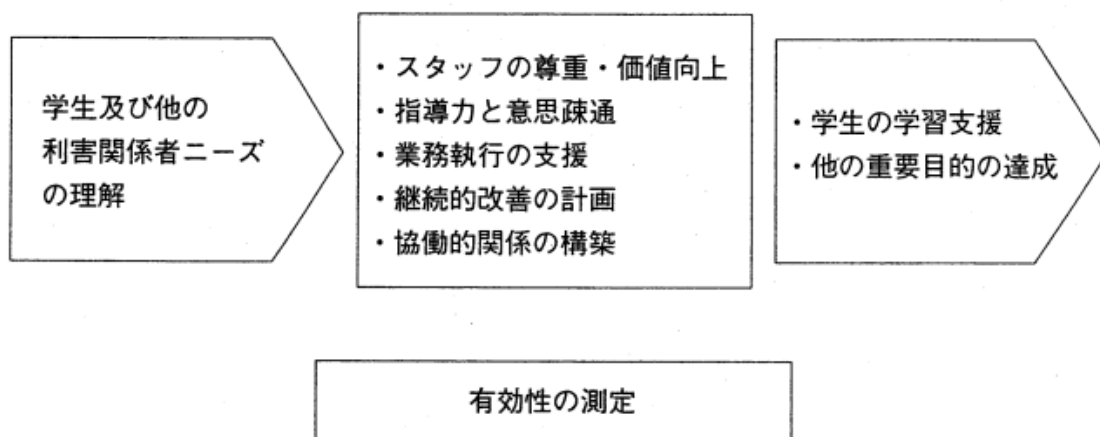 学生及び他の
利害関係者ニーズ
の理解
・スタッフの尊重・価値向上
・指導力と意思疎通
・業務執行の支援
・継続的改善の計画
・協働的関係の構築
・学生の学習支援
・他の重要目的の達成
有効性の測定